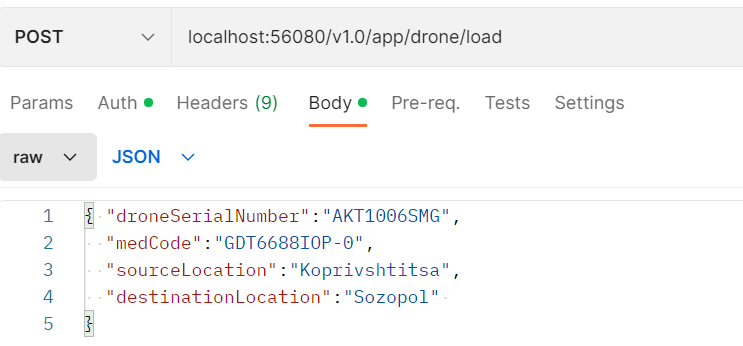 POST localhost:56080/v1.0/app/drone/load
Params Auth Headers (9) Body Pre-req. Tests Settings
raw JSON
1 { "droneSerialNumber":"AKT1006SMG",
2 "medCode":"GDT6688IOP-0",
3 "sourceLocation":"Koprivshtitsa",
4 "destinationLocation":"Sozopol"
5 }